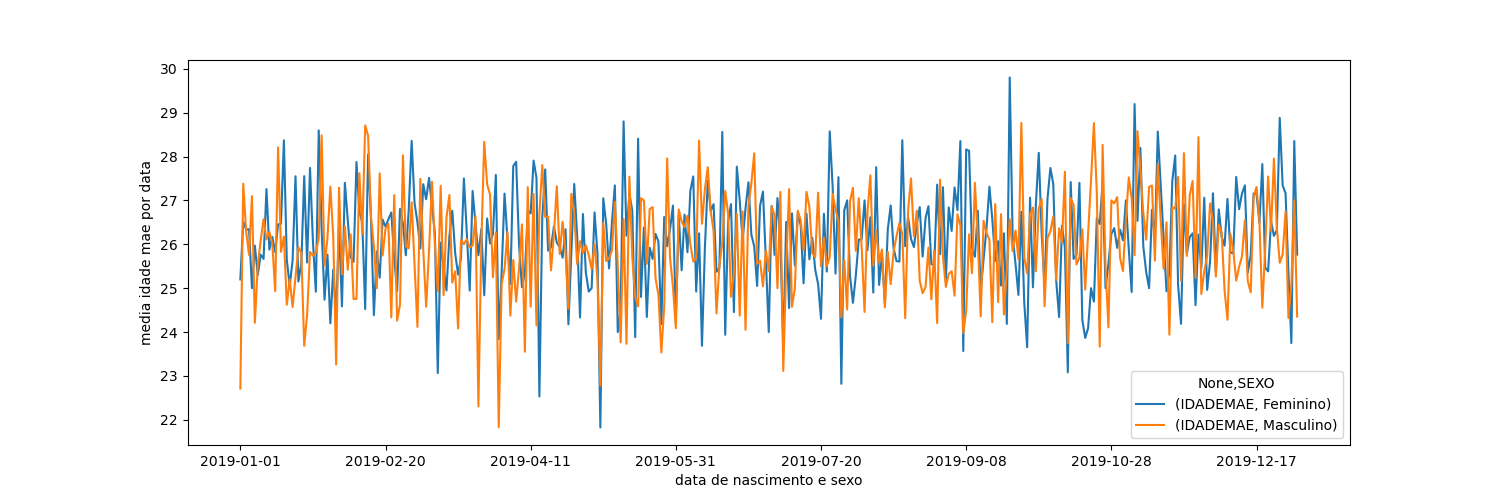 30
29
28
27
26
25
24
23
22
media idade mae por data
None,SEXO
(IDADEMAE, Feminino)
(IDADEMAE, Masculino)
2019-01-01 2019-02-20 2019-04-11 2019-05-31 2019-07-20 2019-09-08 2019-10-28 2019-12-17
data de nascimento e sexo